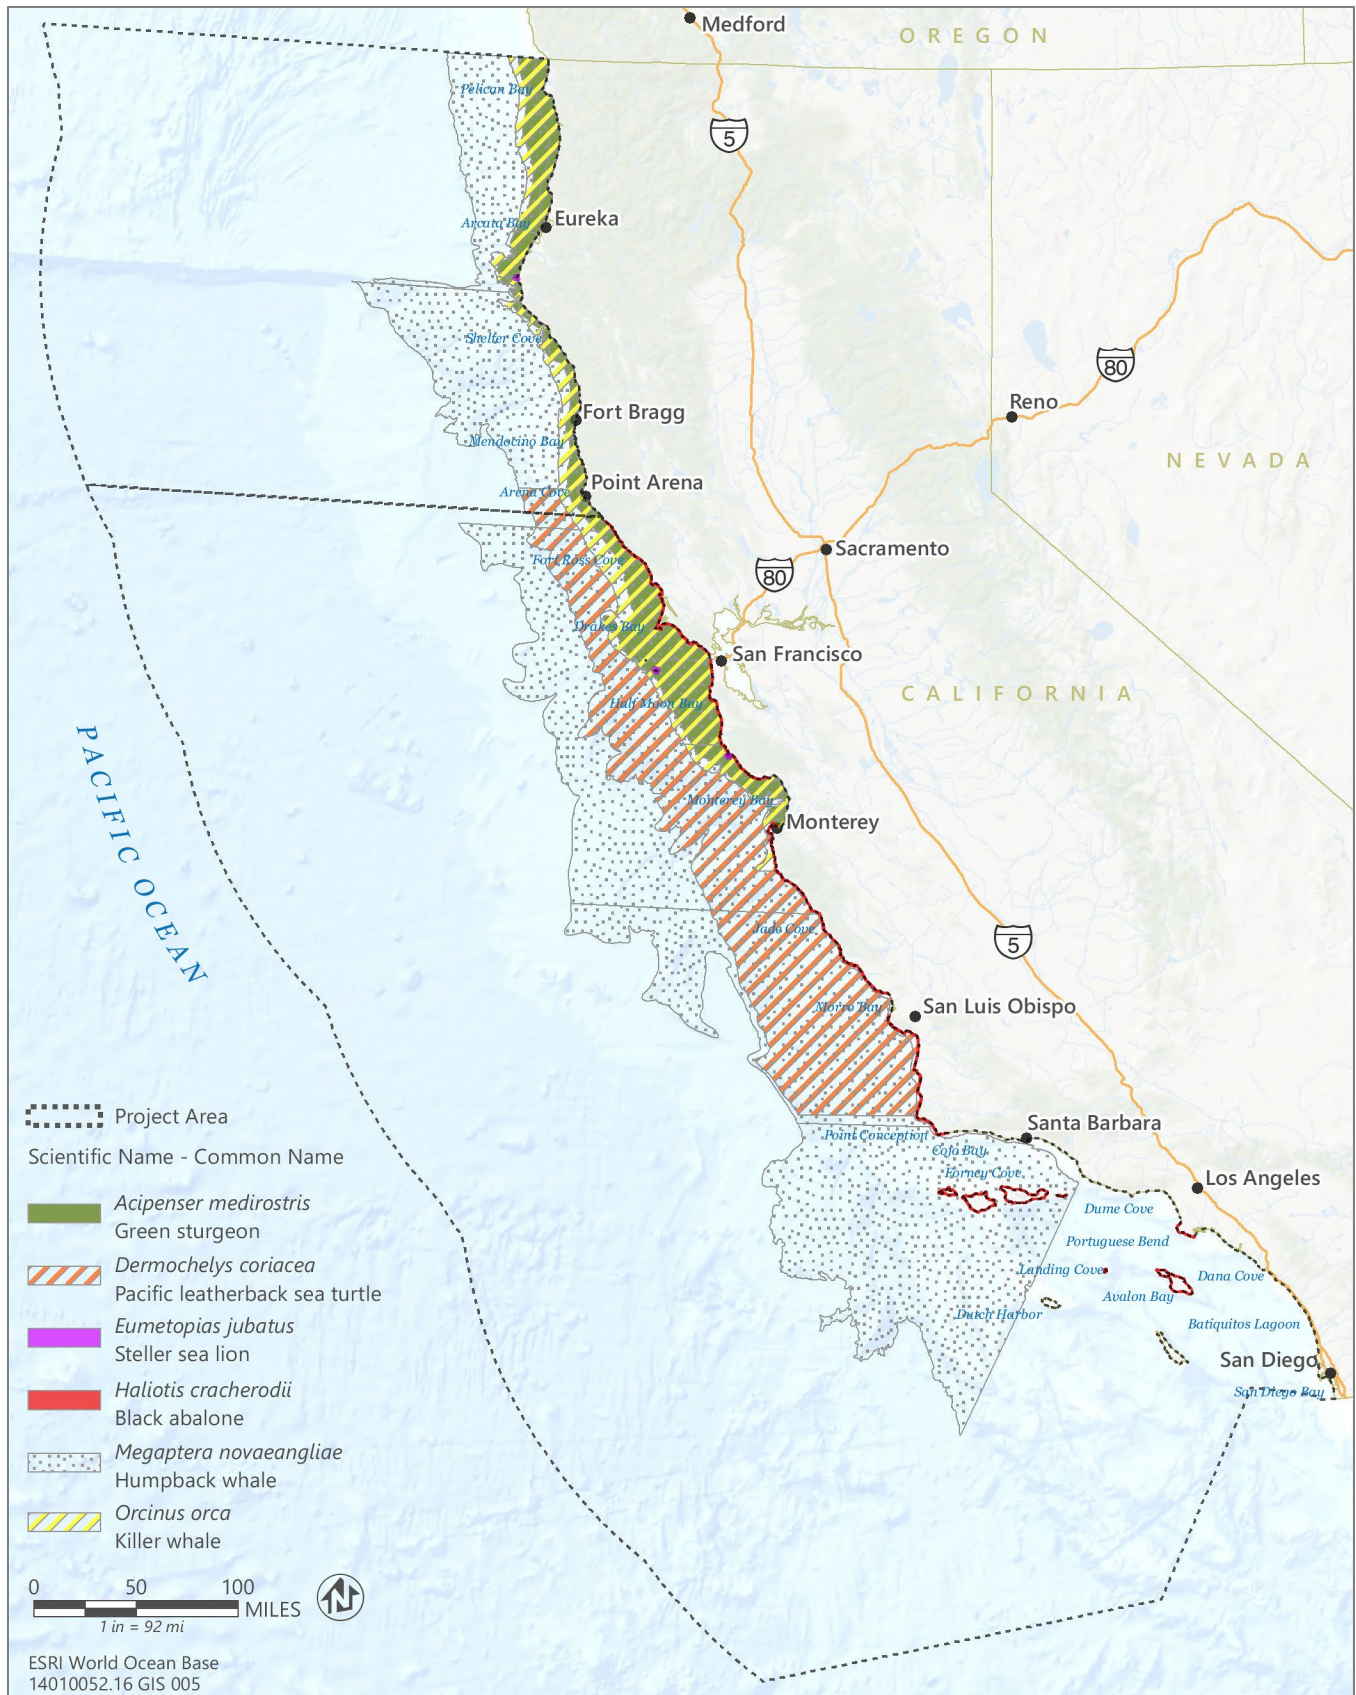 Medford
OREGON
Pelican Bay
5
Arcata Bay
Eureka
Shelter Cove
80
Reno
Fort Bragg
Mendocino Bay
NEVADA
Point Arena
Arena Cove
Sacramento
Fort Ross Cove
80
Drakes Bay
San Francisco
CALIFORNIA
Half Moon Bay
PACIFIC OCEAN
Monterey Bay
Monterey
Jade Cove
5
Morro Bay
San Luis Obispo
Santa Barbara
Point Conception
Cojo Bay
Forney Cove
Los Angeles
Dume Cove
Portuguese Bend
Landing Cove
Dana Cove
Avalon Bay
Dutch Harbor
Batiquitos Lagoon
San Diego
San Diego Bay
Project Area
Scientific Name - Common Name
Acipenser medirostris
Green sturgeon
Dermochelys coriacea
Pacific leatherback sea turtle
Eumetopias jubatus
Steller sea lion
Haliotis cracherodii
Black abalone
Megaptera novaeangliae
Humpback whale
Orcinus orca
Killer whale
0 50 100
MILES
1 in = 92 mi
N
ESRI World Ocean Base
14010052.16 GIS 005